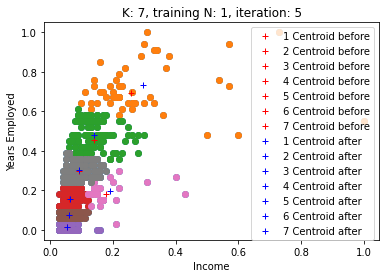 K: 7, training N: 1, iteration: 5
Years Employed
1.0
0.8
0.6
0.4
0.2
0.0
1 Centroid before
2 Centroid before
3 Centroid before
4 Centroid before
5 Centroid before
6 Centroid before
7 Centroid before
1 Centroid after
2 Centroid after
3 Centroid after
4 Centroid after
5 Centroid after
6 Centroid after
7 Centroid after
0.0 0.2 0.4 0.6 0.8 1.0
Income